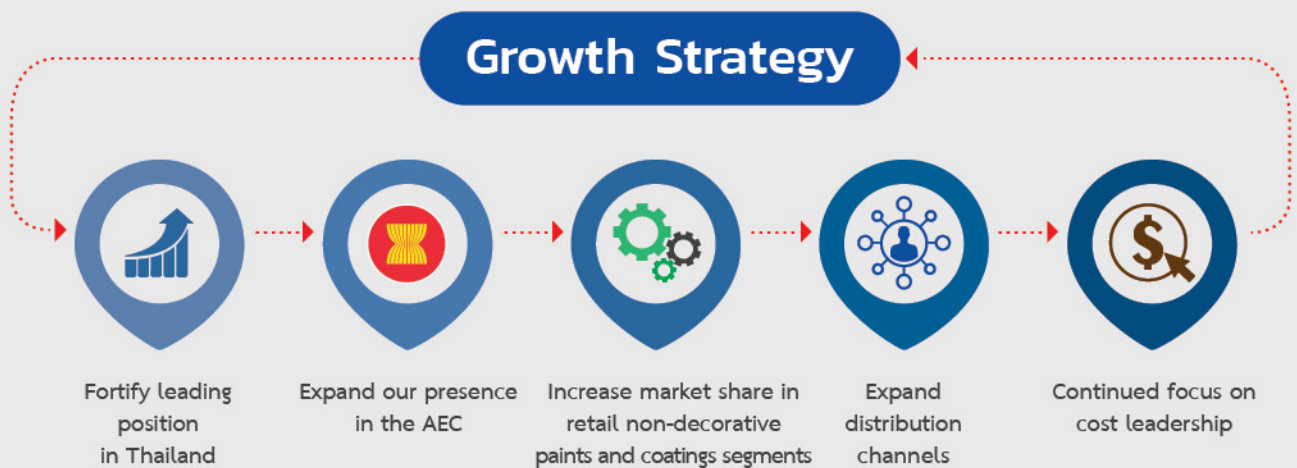 Growth Strategy
Fortify leading
position
in Thailand
Expand our presence
in the AEC
Increase market share in
retail non-decorative
paints and coatings segments
Expand
distribution
channels
Continued focus on
cost leadership